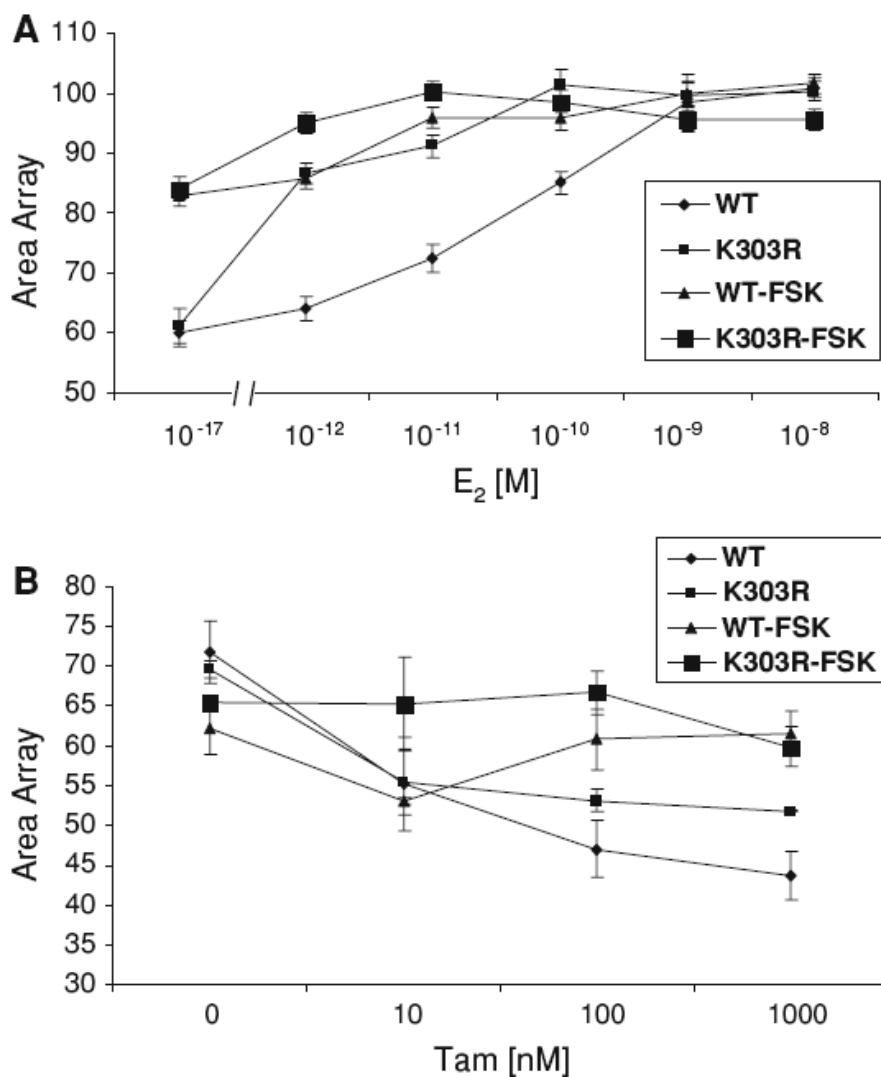 A
110
100
90
80
70
60
50
Area Array
10⁻¹⁷ // 10⁻¹² 10⁻¹¹ 10⁻¹⁰ 10⁻⁹ 10⁻⁸
E₂ [M]
WT
K303R
WT-FSK
K303R-FSK
B
80
75
70
65
60
55
50
45
40
35
30
Area Array
0 10 100 1000
Tam [nM]
WT
K303R
WT-FSK
K303R-FSK